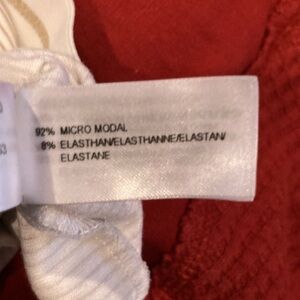 92% MICRO MODAL
8% ELASTHAN/ELASTHANNE/ELASTAN/
ELASTANE